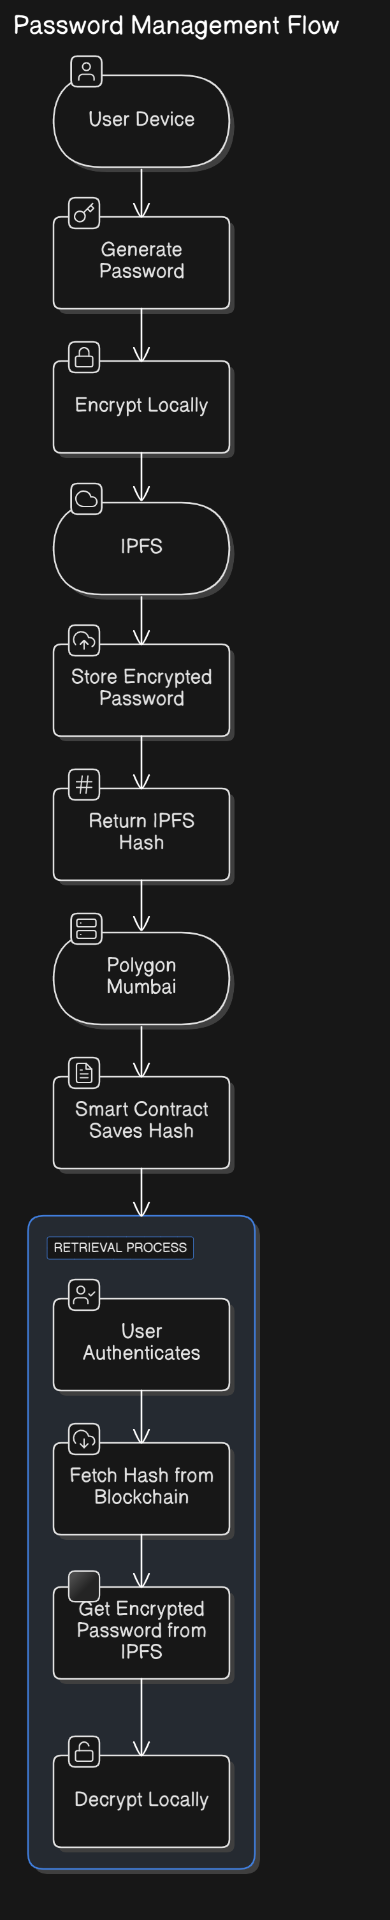 Password Management Flow
User Device
Generate
Password
Encrypt Locally
IPFS
Store Encrypted
Password
Return IPFS
Hash
Polygon
Mumbai
Smart Contract
Saves Hash
RETRIEVAL PROCESS
User
Authenticates
Fetch Hash from
Blockchain
Get Encrypted
Password from
IPFS
Decrypt Locally